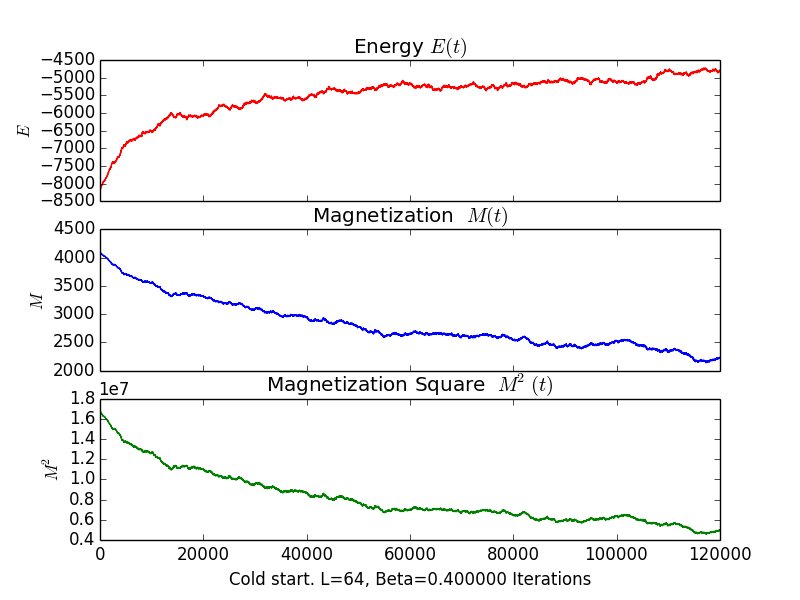 Energy E(t)
−4500
−5000
−5500
−6000
−6500
−7000
−7500
−8000
−8500
E
Magnetization M(t)
4500
4000
3500
3000
2500
2000
M
Magnetization Square M² (t)
1e7
1.8
1.6
1.4
1.2
1.0
0.8
0.6
0.4
M²
0 20000 40000 60000 80000 100000 120000
Cold start. L=64, Beta=0.400000 Iterations